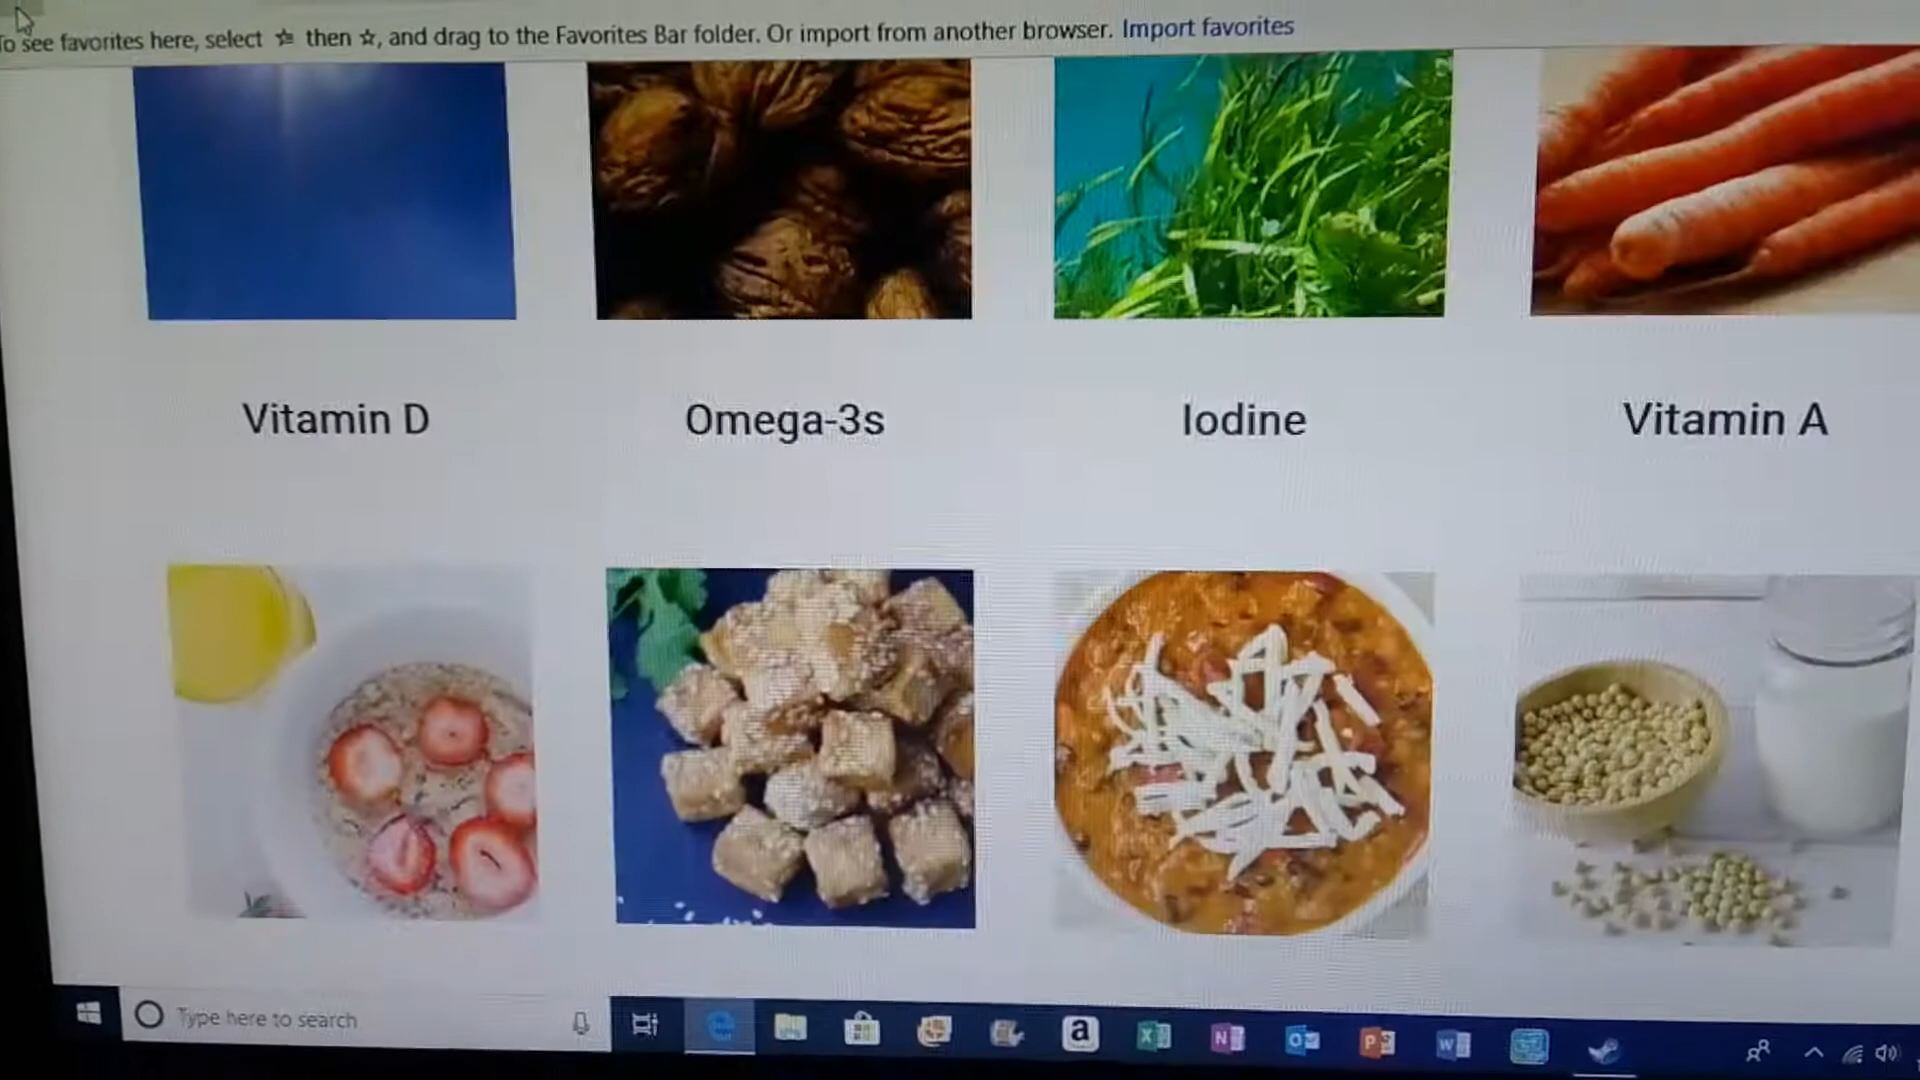 To see favorites here, select then , and drag to the Favorites Bar folder. Or import from another browser. Import favorites
Vitamin D
Omega-3s
Iodine
Vitamin A
Type here to search